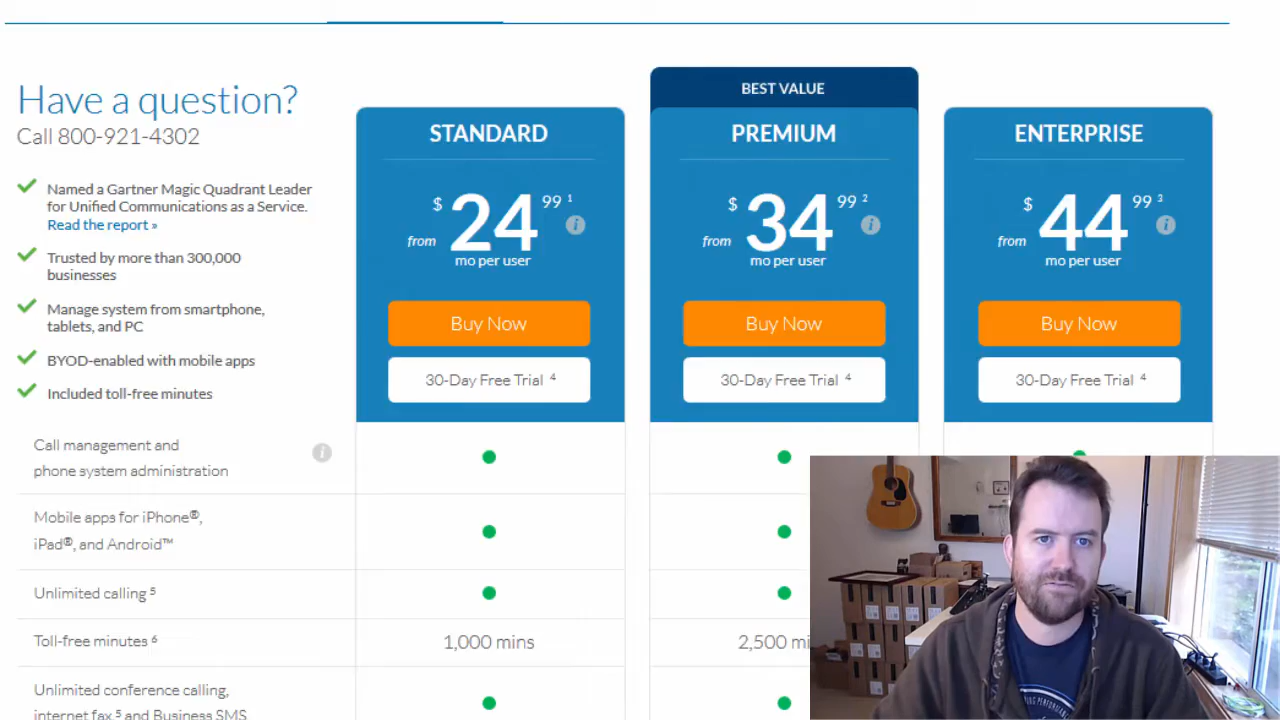 Have a question?
Call 800-921-4302
Named a Gartner Magic Quadrant Leader
for Unified Communications as a Service.
Read the report »
Trusted by more than 300,000
businesses
Manage system from smartphone,
tablets, and PC
BYOD-enabled with mobile apps
Included toll-free minutes
STANDARD
$ 24 99 1
from
mo per user
Buy Now
30-Day Free Trial 4
BEST VALUE
PREMIUM
$ 34 99 2
from
mo per user
Buy Now
30-Day Free Trial 4
ENTERPRISE
$ 44 99 3
from
mo per user
Buy Now
30-Day Free Trial 4
Call management and
phone system administration
Mobile apps for iPhone®,
iPad®, and Android™
Unlimited calling 5
Toll-free minutes 6 1,000 mins 2,500 mi
Unlimited conference calling,
internet fax 5 and Business SMS